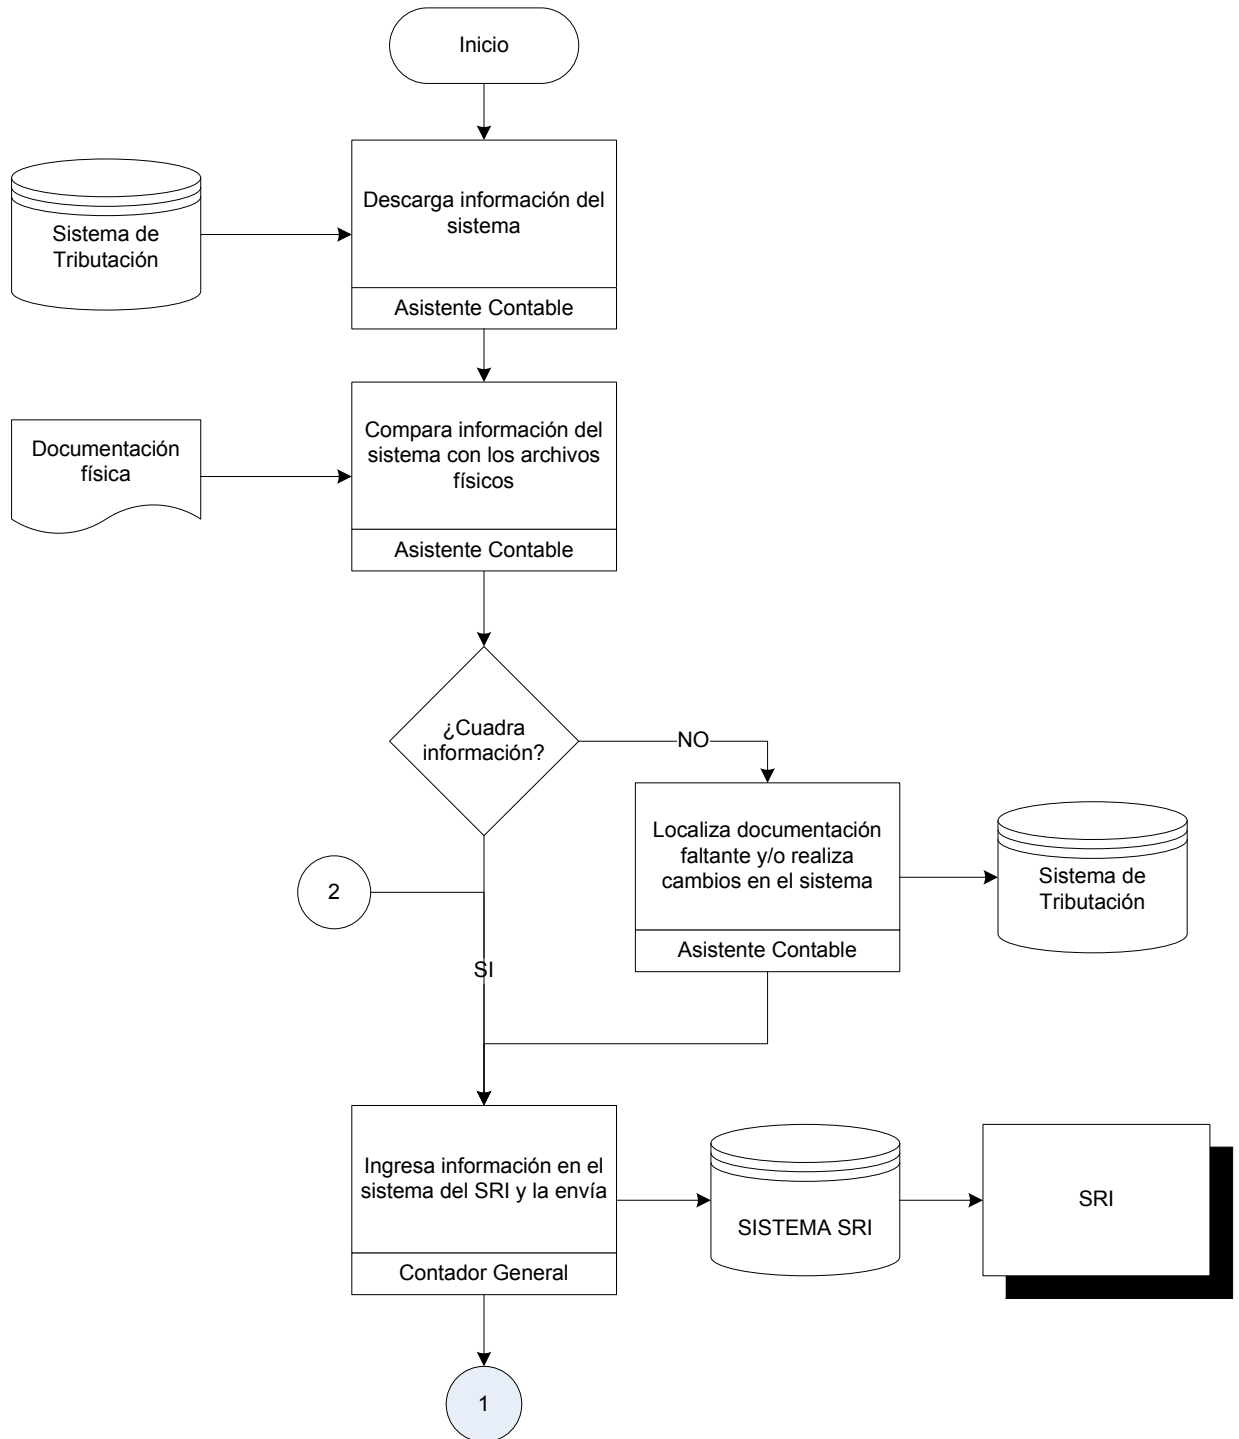 Inicio
Descarga información del
sistema
Asistente Contable
Sistema de
Tributación
Compara información del
sistema con los archivos
físicos
Asistente Contable
Documentación
física
¿Cuadra
información?
NO
Localiza documentación
faltante y/o realiza
cambios en el sistema
Asistente Contable
Sistema de
Tributación
2
SI
Ingresa información en el
sistema del SRI y la envía
Contador General
SISTEMA SRI
SRI
1